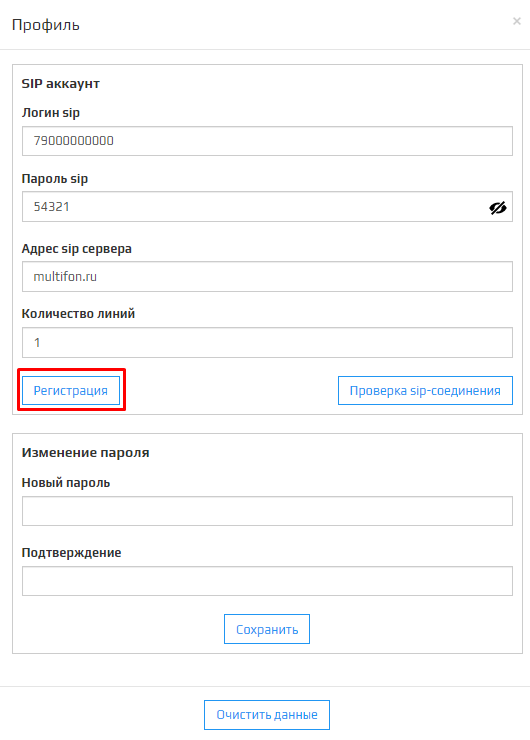 Профиль
×
SIP аккаунт
Логин sip
79000000000
Пароль sip
54321
Адрес sip сервера
multifon.ru
Количество линий
1
Регистрация Проверка sip-соединения
Изменение пароля
Новый пароль
Подтверждение
Сохранить
Очистить данные